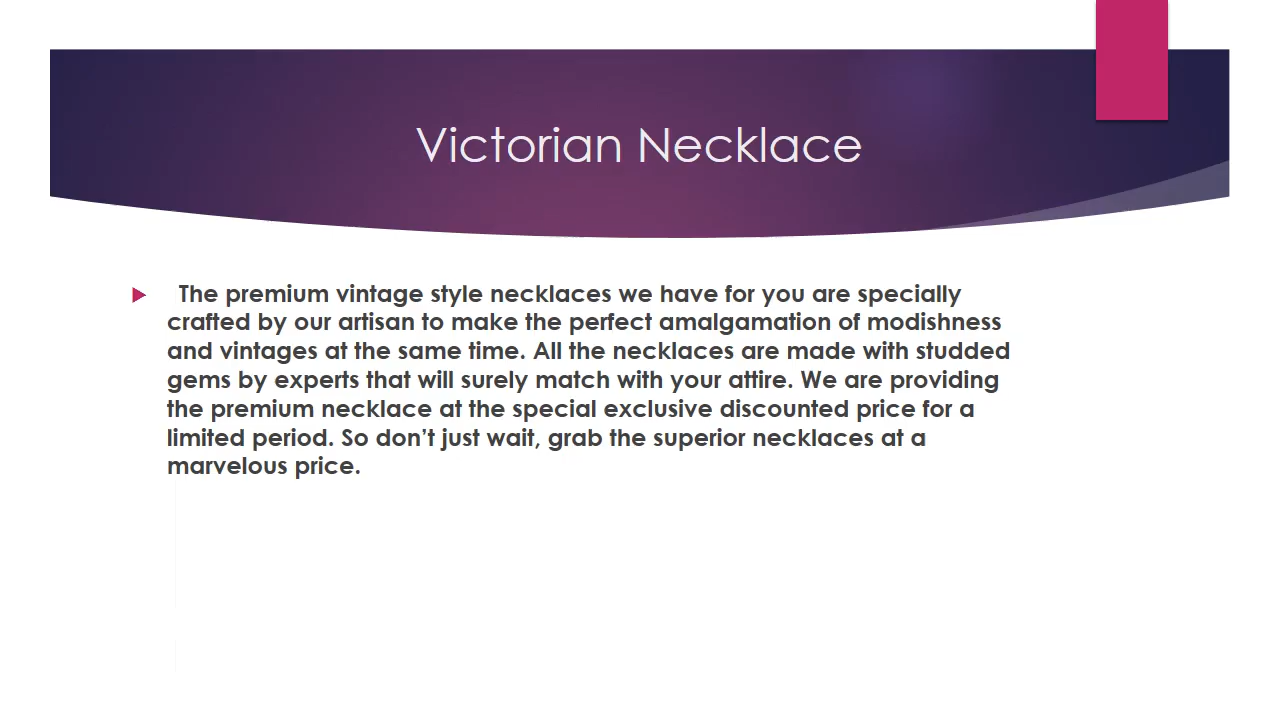 Victorian Necklace
The premium vintage style necklaces we have for you are specially
crafted by our artisan to make the perfect amalgamation of modishness
and vintages at the same time. All the necklaces are made with studded
gems by experts that will surely match with your attire. We are providing
the premium necklace at the special exclusive discounted price for a
limited period. So don’t just wait, grab the superior necklaces at a
marvelous price.